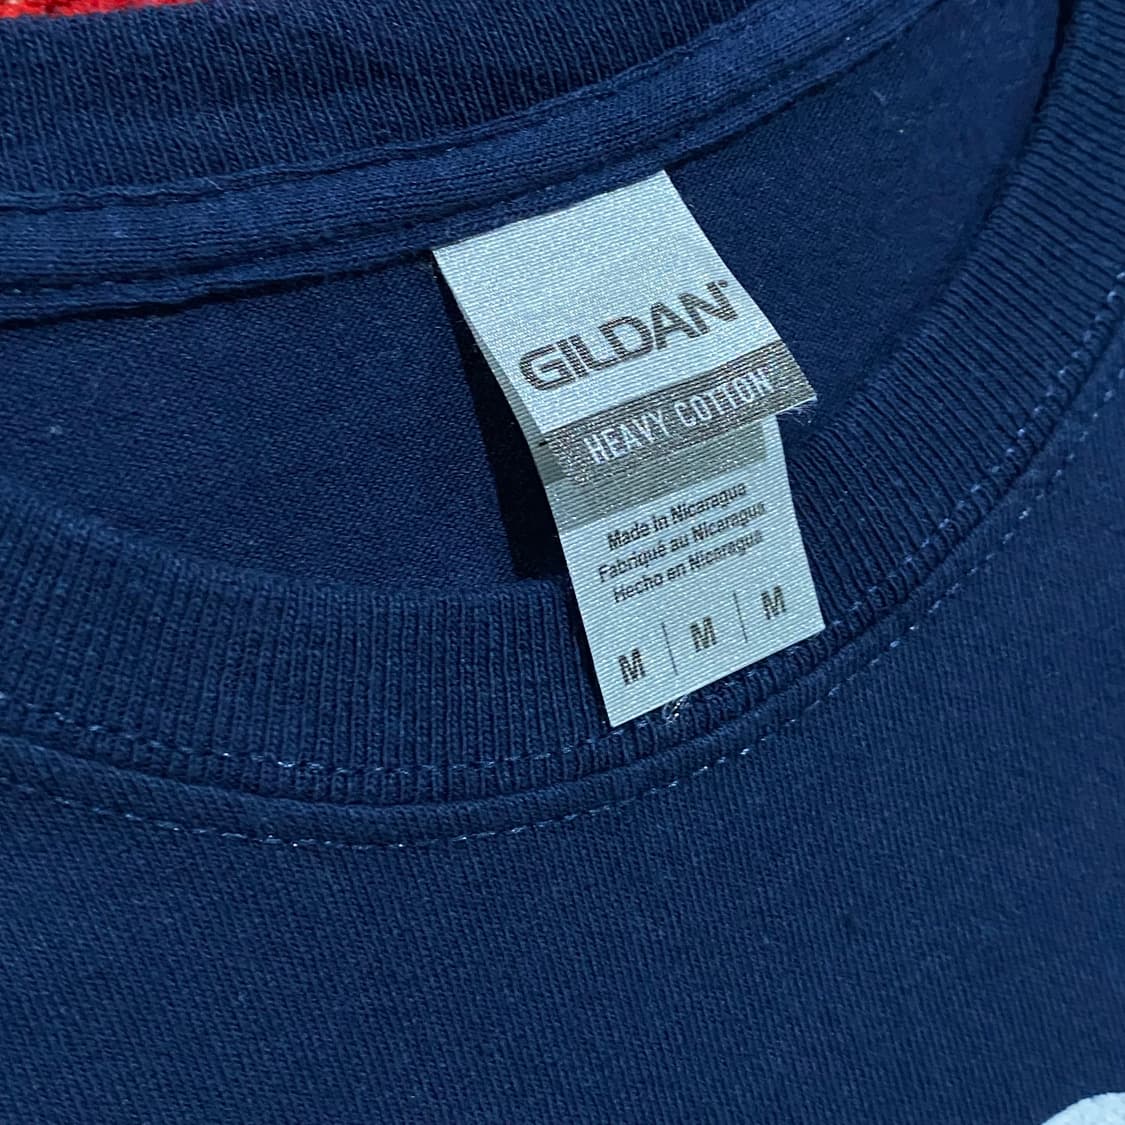 GILDAN
HEAVY COTTON
Made in Nicaragua
Fabriqué au Nicaragua
Hecho en Nicaragua
M | M | M